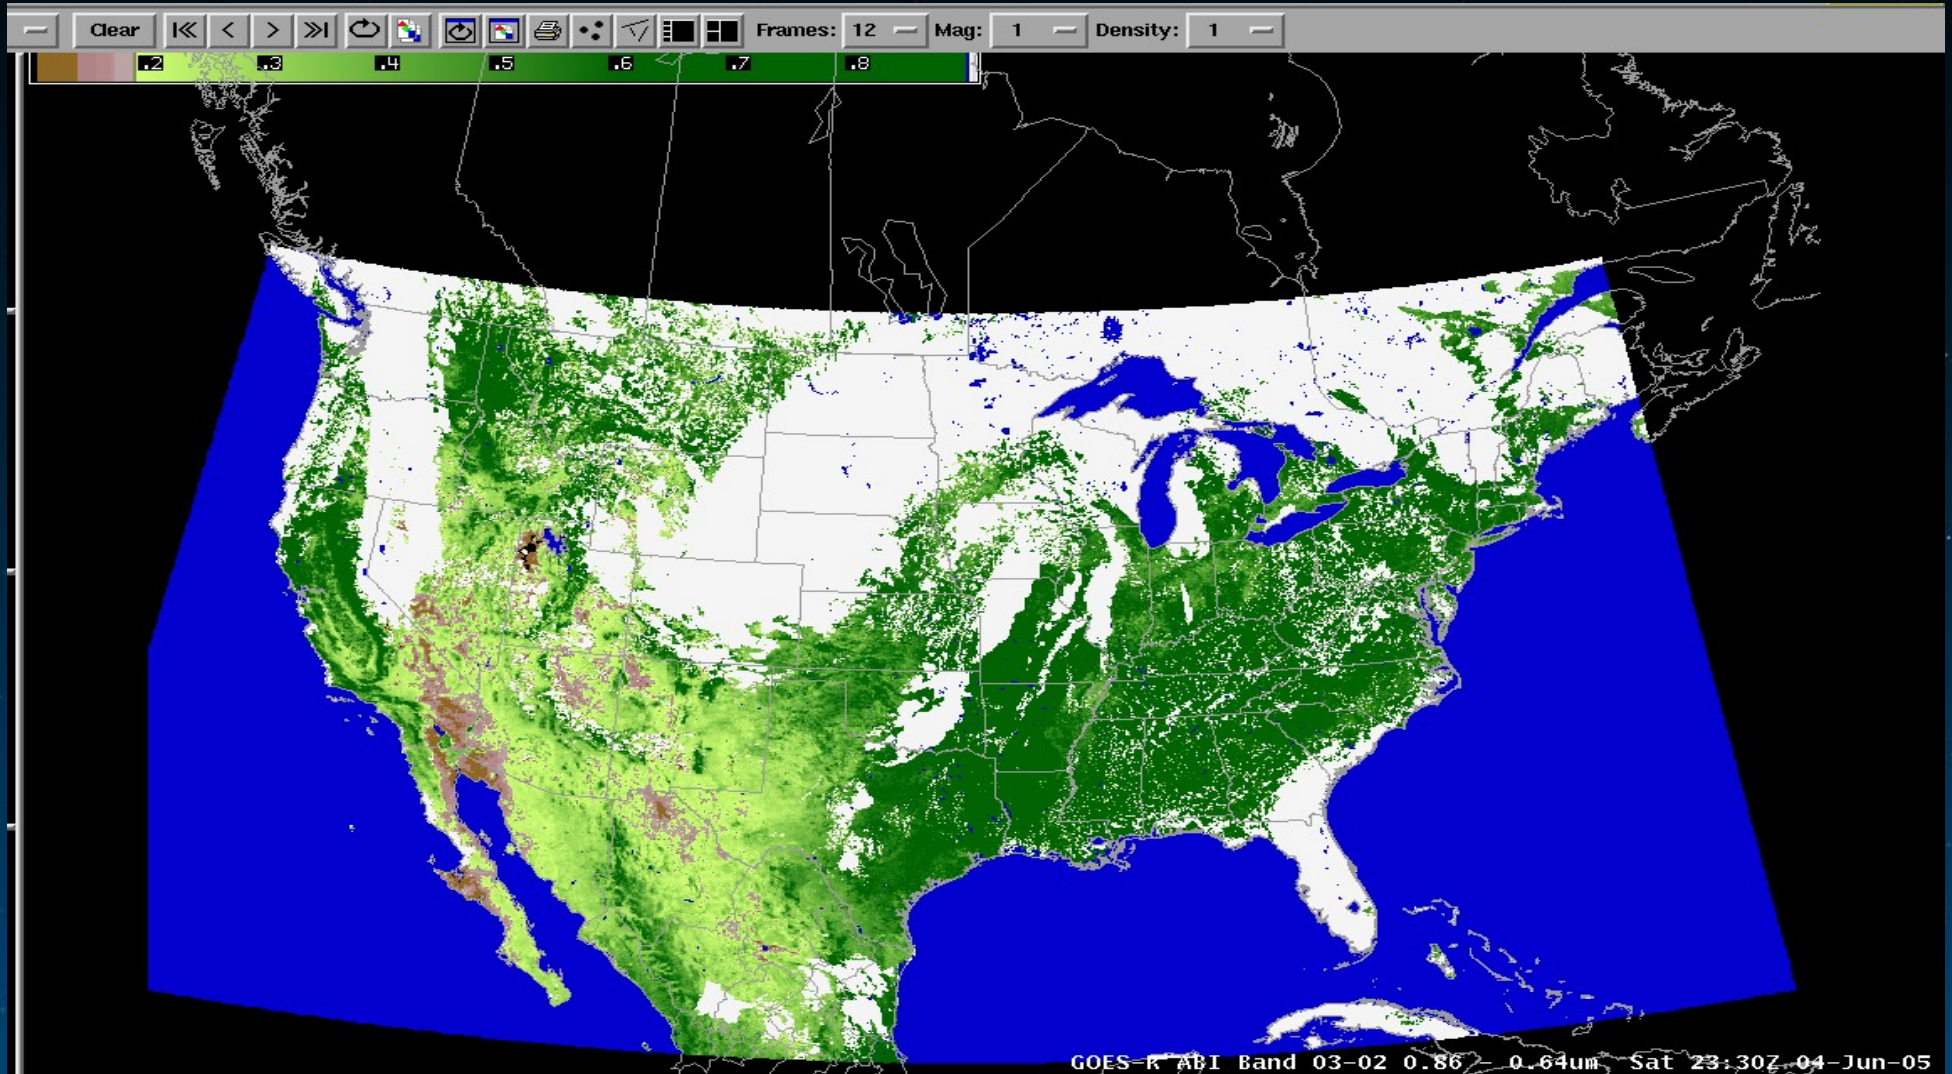 Clear Frames: 12 Mag: 1 Density: 1
.2 .3 .4 .5 .6 .7 .8
GOES-R ABI Band 03-02 0.86 - 0.64um Sat 23:30Z 04-Jun-05